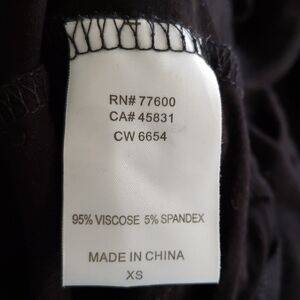 RN# 77600
CA# 45831
CW 6654
95% VISCOSE 5% SPANDEX
MADE IN CHINA
XS